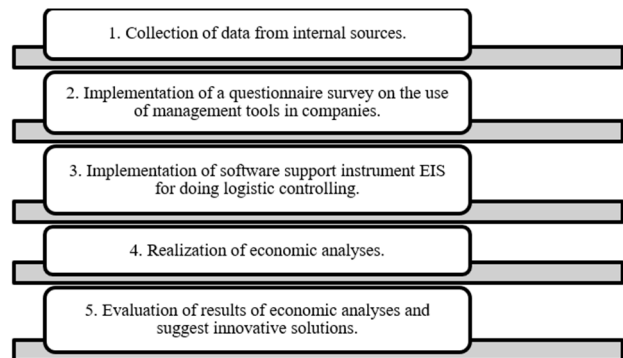 1. Collection of data from internal sources.
2. Implementation of a questionnaire survey on the use
of management tools in companies.
3. Implementation of software support instrument EIS
for doing logistic controlling.
4. Realization of economic analyses.
5. Evaluation of results of economic analyses and
suggest innovative solutions.